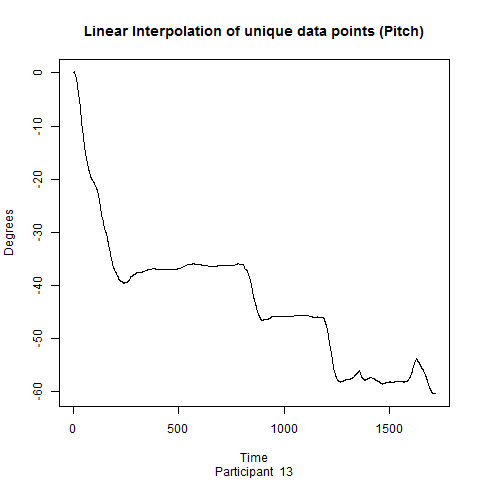 Linear Interpolation of unique data points (Pitch)
0
-10
-20
-30
-40
-50
-60
Degrees
0 500 1000 1500
Time
Participant 13